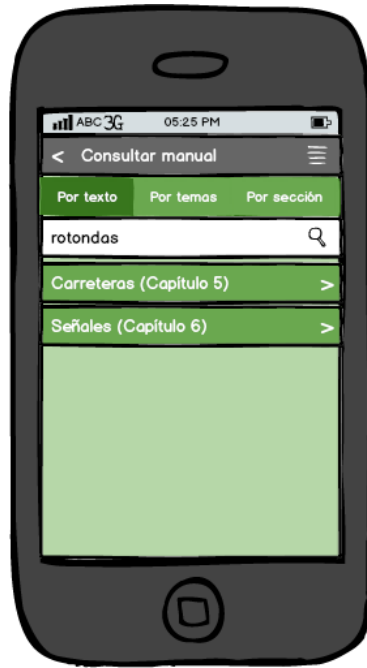 ABC 3G 05:25 PM
< Consultar manual
Por texto Por temas Por sección
rotondas
Carreteras (Capítulo 5) >
Señales (Capítulo 6) >